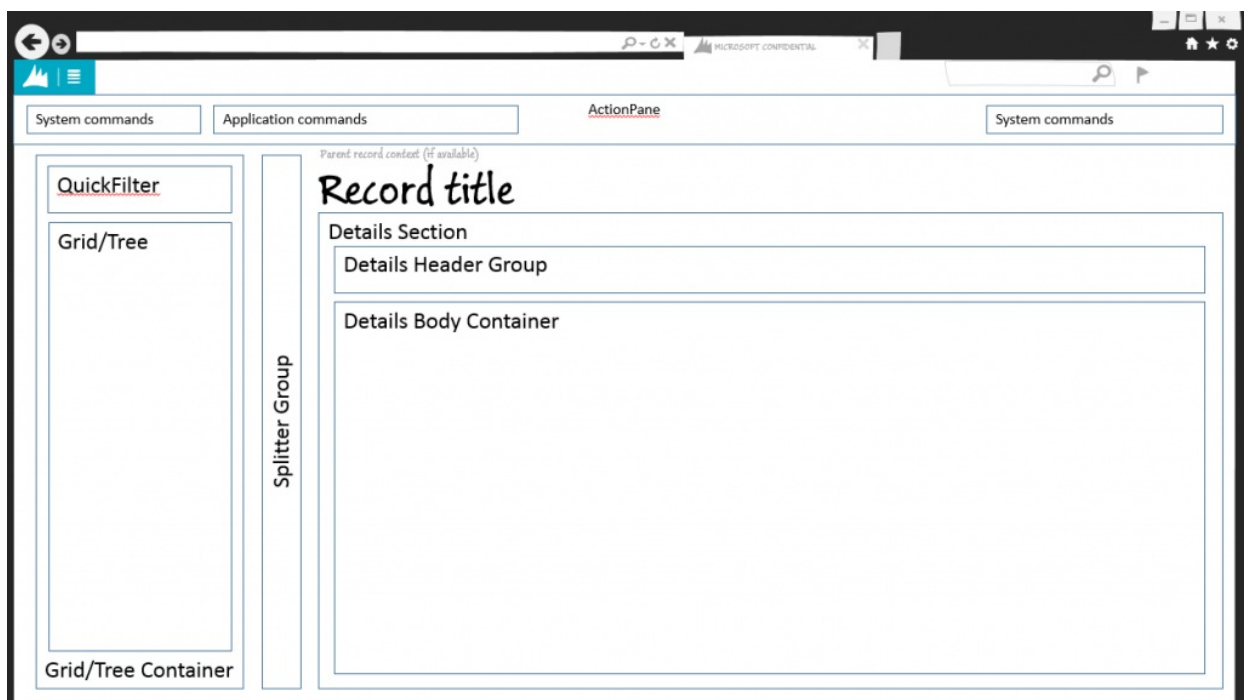 MICROSOFT CONFIDENTIAL
System commands
Application commands
ActionPane
System commands
QuickFilter
Grid/Tree
Grid/Tree Container
Splitter Group
Parent record context (if available)
Record title
Details Section
Details Header Group
Details Body Container